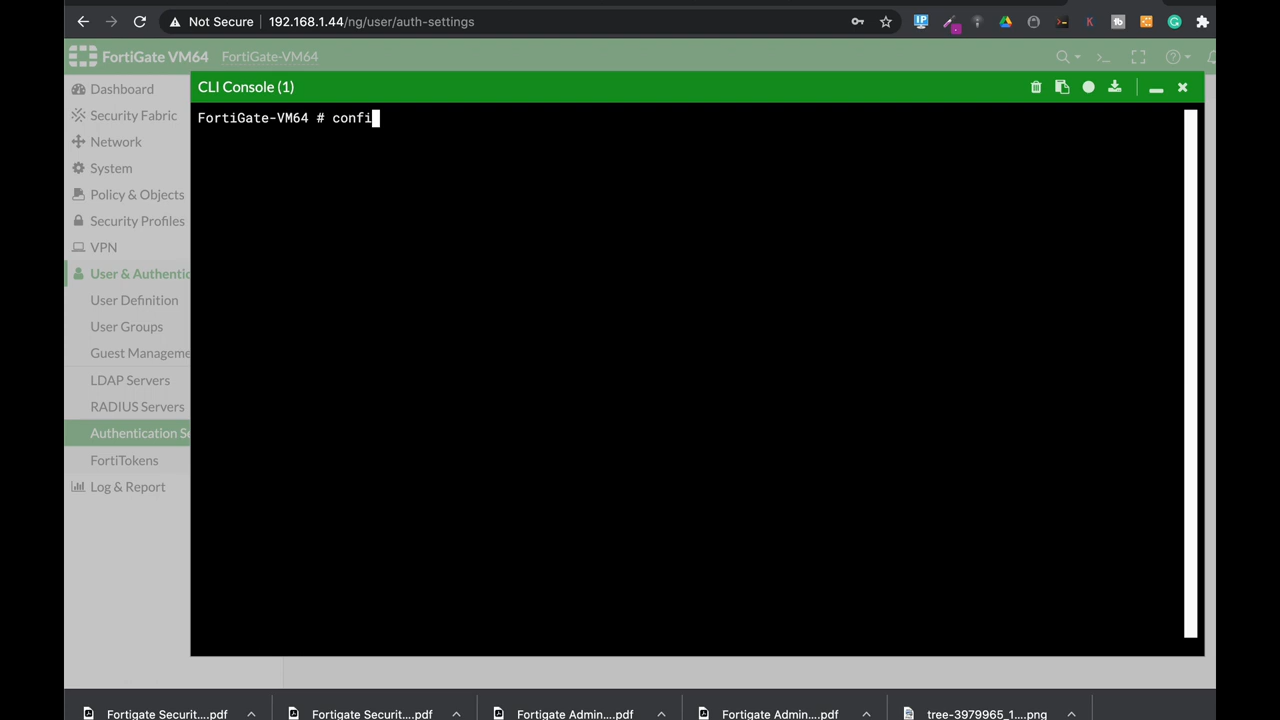 Not Secure 192.168.1.44/ng/user/auth-settings
FortiGate VM64 FortiGate-VM64
CLI Console (1)
FortiGate-VM64 # confi
Dashboard
Security Fabric
Network
System
Policy & Objects
Security Profiles
VPN
User & Authentic
User Definition
User Groups
Guest Manageme
LDAP Servers
RADIUS Servers
Authentication Se
FortiTokens
Log & Report
Fortigate Securit....pdf Fortigate Securit....pdf Fortigate Admin....pdf Fortigate Admin....pdf tree-3979965_1....png